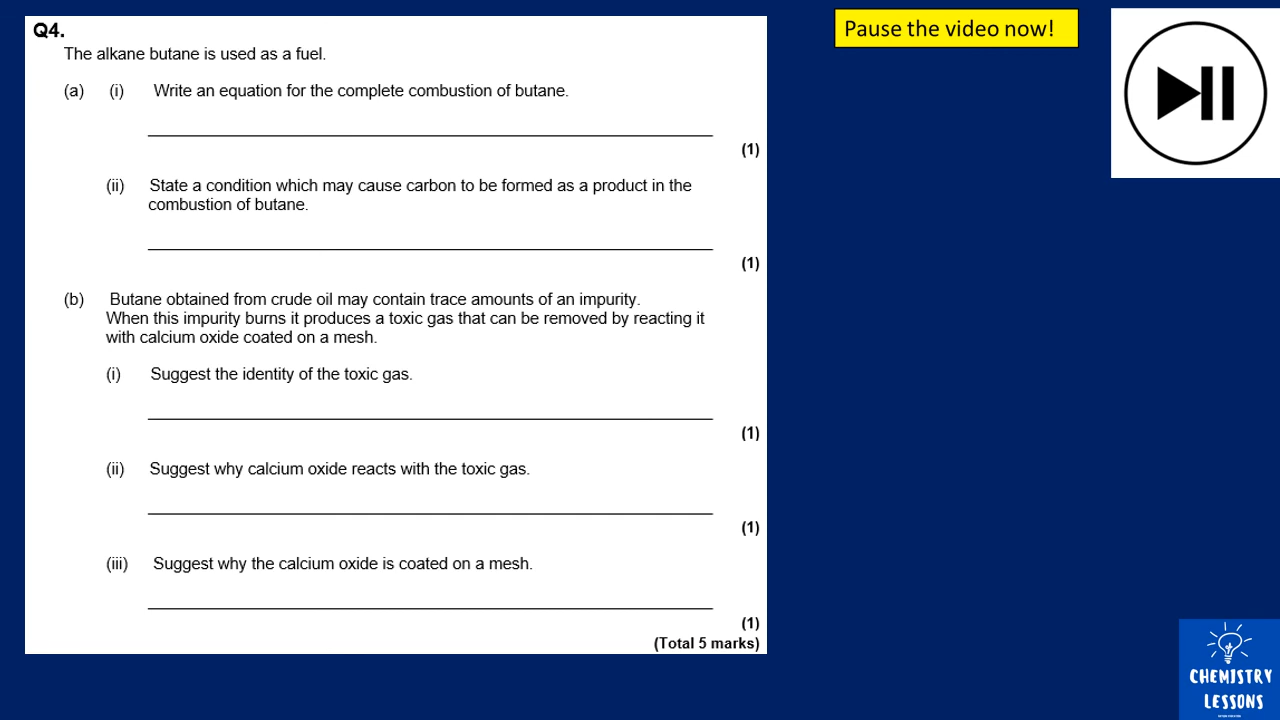 Q4.
The alkane butane is used as a fuel.
(a) (i) Write an equation for the complete combustion of butane.
(1)
(ii) State a condition which may cause carbon to be formed as a product in the
combustion of butane.
(1)
(b) Butane obtained from crude oil may contain trace amounts of an impurity.
When this impurity burns it produces a toxic gas that can be removed by reacting it
with calcium oxide coated on a mesh.
(i) Suggest the identity of the toxic gas.
(1)
(ii) Suggest why calcium oxide reacts with the toxic gas.
(1)
(iii) Suggest why the calcium oxide is coated on a mesh.
(1)
(Total 5 marks)
Pause the video now!
CHEMISTRY
LESSONS